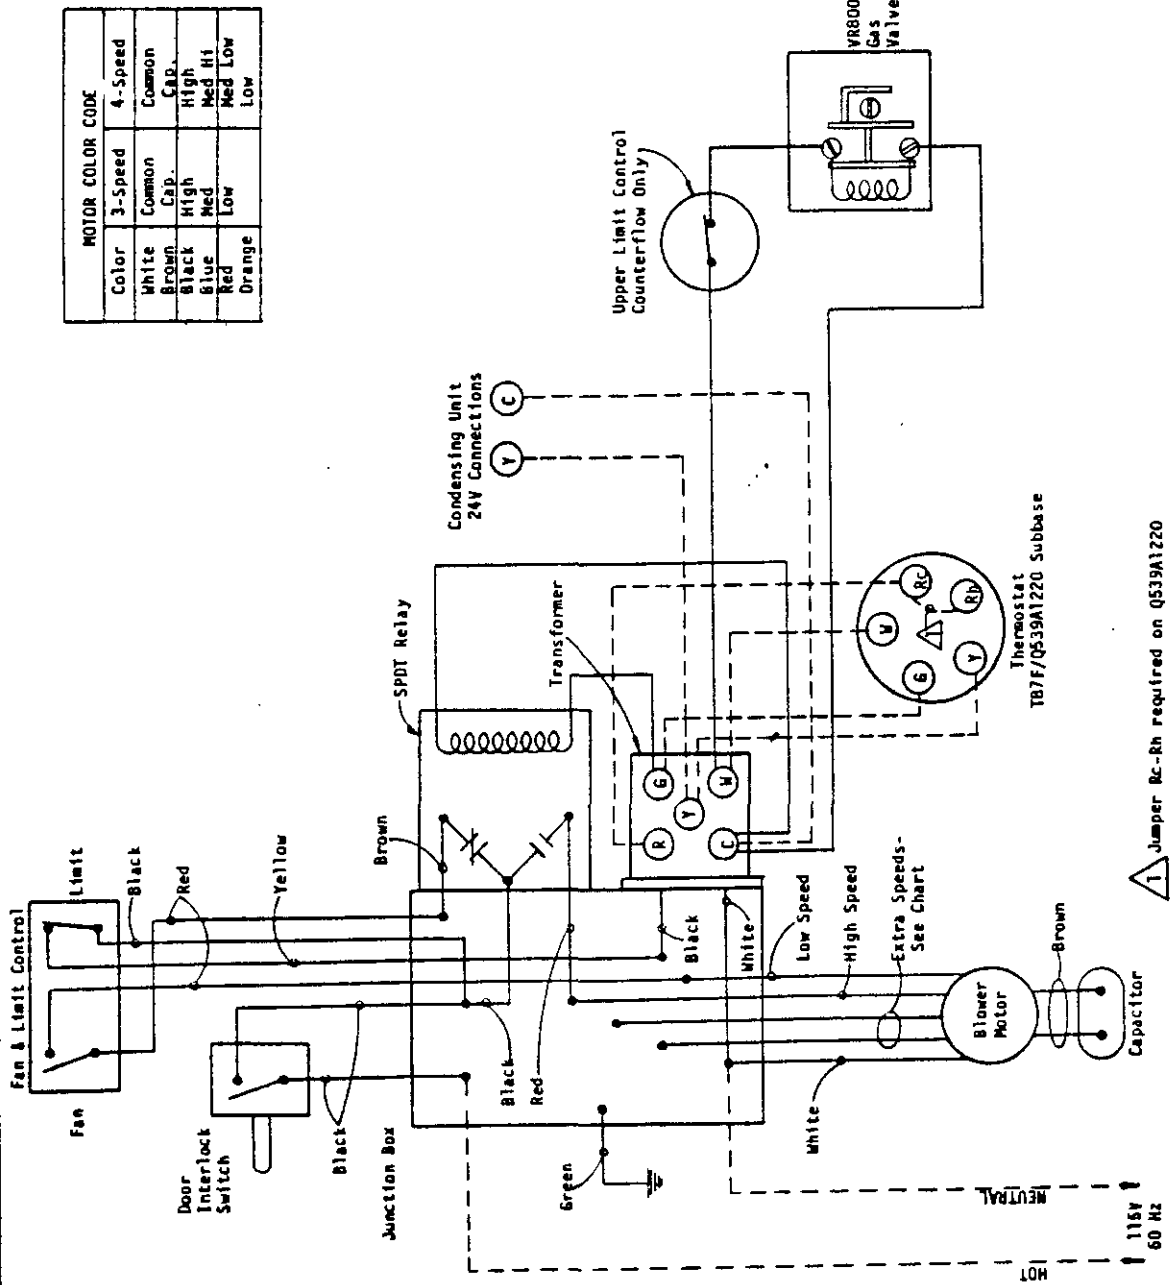 MOTOR COLOR CODE
Color 3-Speed 4-Speed
White Common Common
Brown Cap. Cap.
Black High High
Blue Med Med Hi
Red Low Med Low
Orange Low
Fan & Limit Control
Fan
Limit
Black
Red
Yellow
Door
Interlock
Switch
Black
Junction Box
Brown
SPDT Relay
Transformer
Condensing Unit
24V Connections
Y
C
Upper Limit Control
Counterflow Only
VR800
Gas
Valve
Black
Red
Black
White
R
G
Y
C
W
Green
Low Speed
High Speed
Extra Speeds-
See Chart
White
Blower
Motor
Brown
Capacitor
G
W
Rc
Rh
Y
1
Thermostat
T87F/Q539A1220 Subbase
HOT
NEUTRAL
115V
60 Hz
1 Jumper Rc-Rh required on Q539A1220